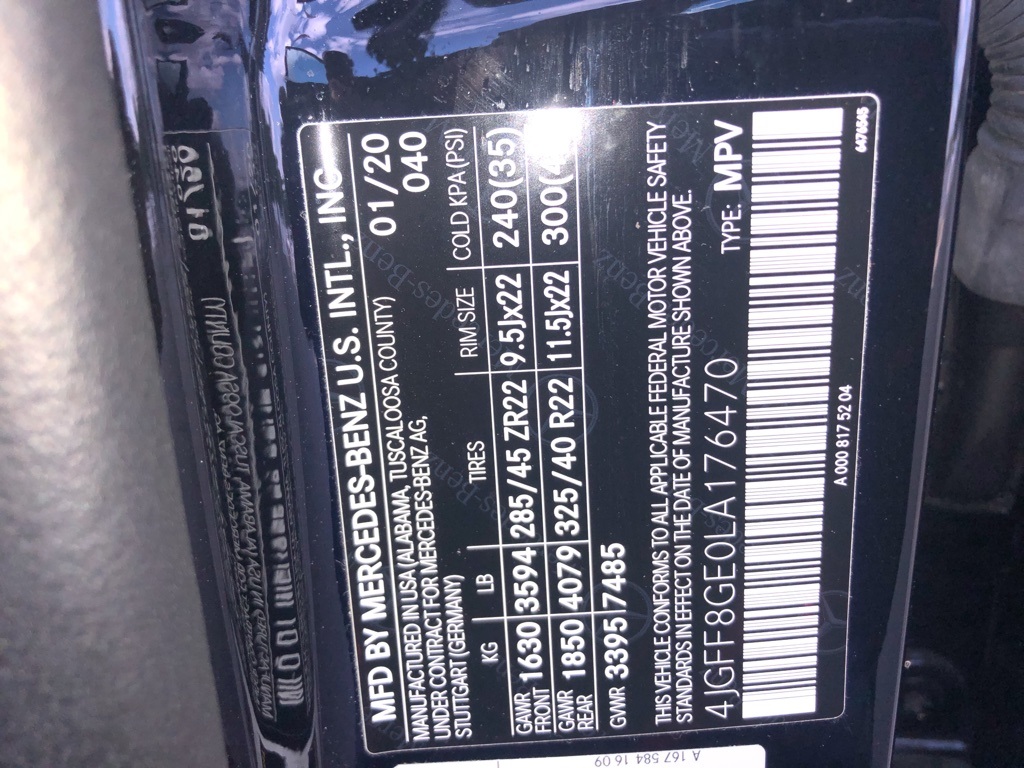 MFD BY MERCEDES-BENZ U.S. INTL., INC
MANUFACTURED IN USA (ALABAMA, TUSCALOOSA COUNTY) 01/20
UNDER CONTRACT FOR MERCEDES-BENZ AG, 040
STUTTGART (GERMANY)
KG LB TIRES RIM SIZE COLD KPA (PSI)
GAWR FRONT 1630 3594 285/45 ZR22 9.5Jx22 240(35)
GAWR REAR 1850 4079 325/40 R22 11.5Jx22 300(4
GVWR 3395 7485
THIS VEHICLE CONFORMS TO ALL APPLICABLE FEDERAL MOTOR VEHICLE SAFETY
STANDARDS IN EFFECT ON THE DATE OF MANUFACTURE SHOWN ABOVE.
4JGFF8GE0LA176470 TYPE: MPV
A 000 817 52 04
A 167 584 16 09